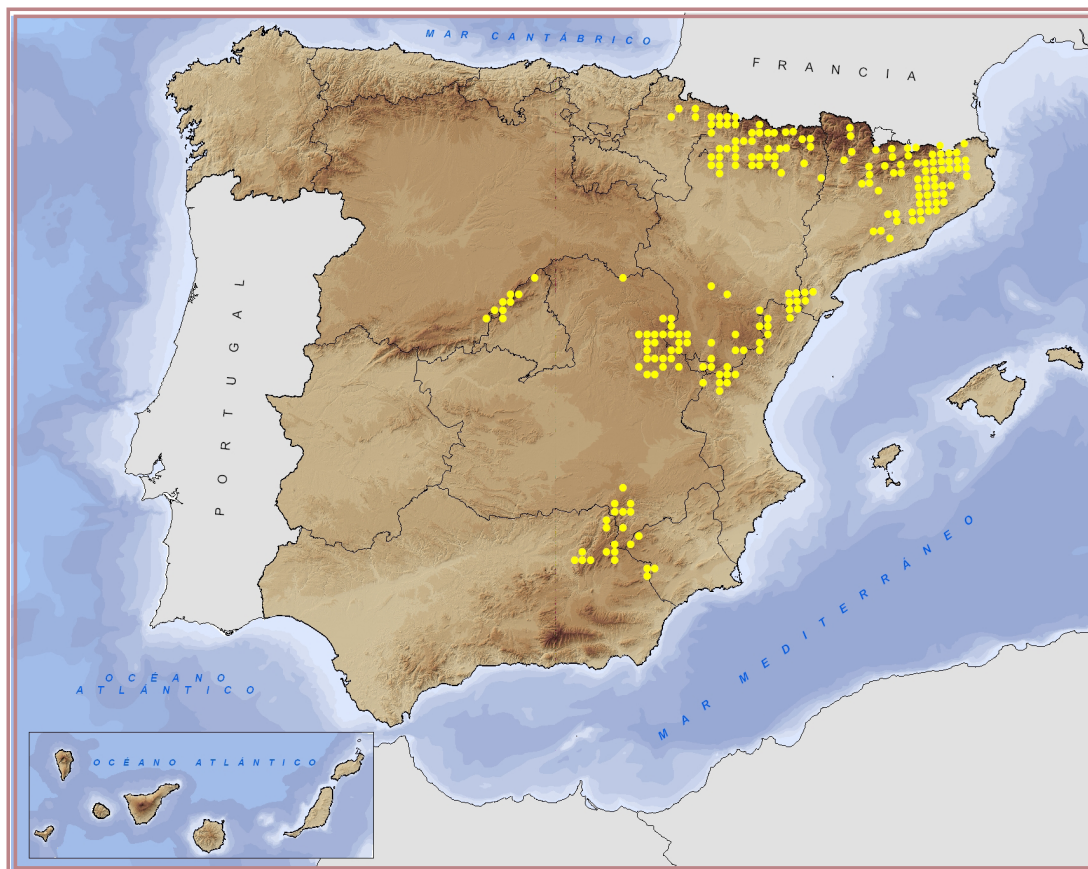 MAR CANTÁBRICO
FRANCIA
PORTUGAL
MAR MEDITERRÁNEO
OCÉANO
ATLÁNTICO
OCÉANO ATLÁNTICO